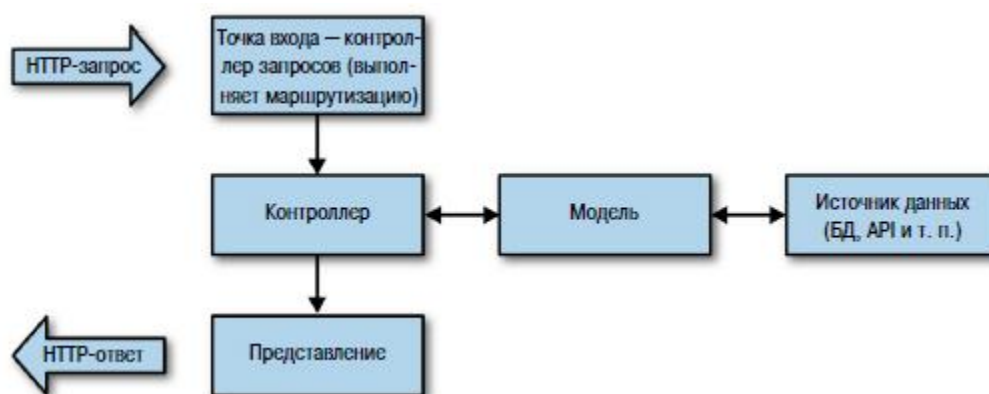 HTTP-запрос
Точка входа — контрол-
лер запросов (выпол-
няет маршрутизацию)
Контроллер
Модель
Источник данных
(БД, API и т. п.)
HTTP-ответ
Представление